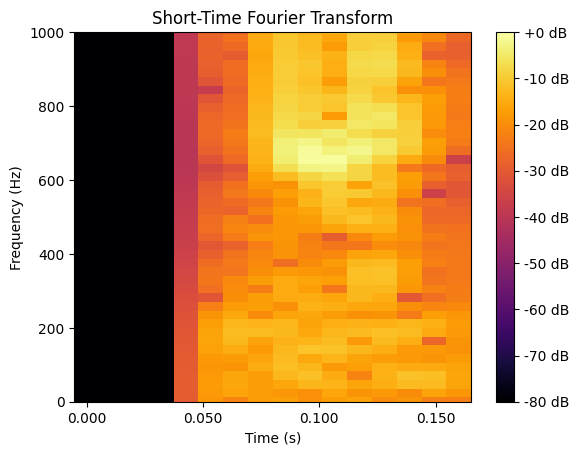 Short-Time Fourier Transform
Frequency (Hz)
1000
800
600
400
200
0
0.000
0.050
0.100
0.150
Time (s)
+0 dB
-10 dB
-20 dB
-30 dB
-40 dB
-50 dB
-60 dB
-70 dB
-80 dB